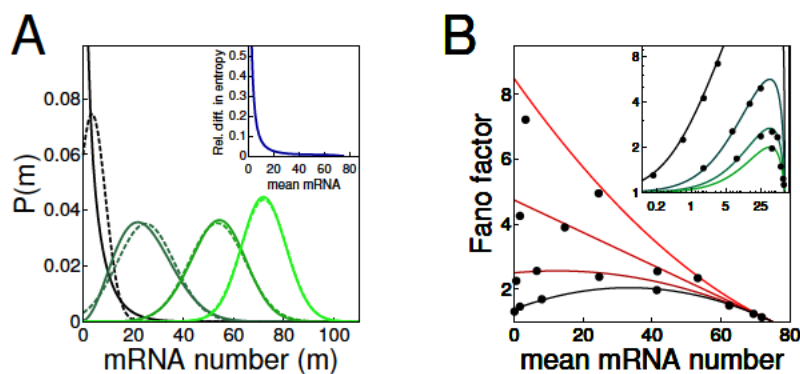 A
P(m)
0.08
0.06
0.04
0.02
0
0 20 40 60 80 100
mRNA number (m)
Rel. diff. in entropy
0.5
0.4
0.3
0.2
0.1
0
0 20 40 60 80
mean mRNA
B
Fano factor
8
6
4
2
0 20 40 60 80
mean mRNA number
8
4
2
1
0.2 1 5 25